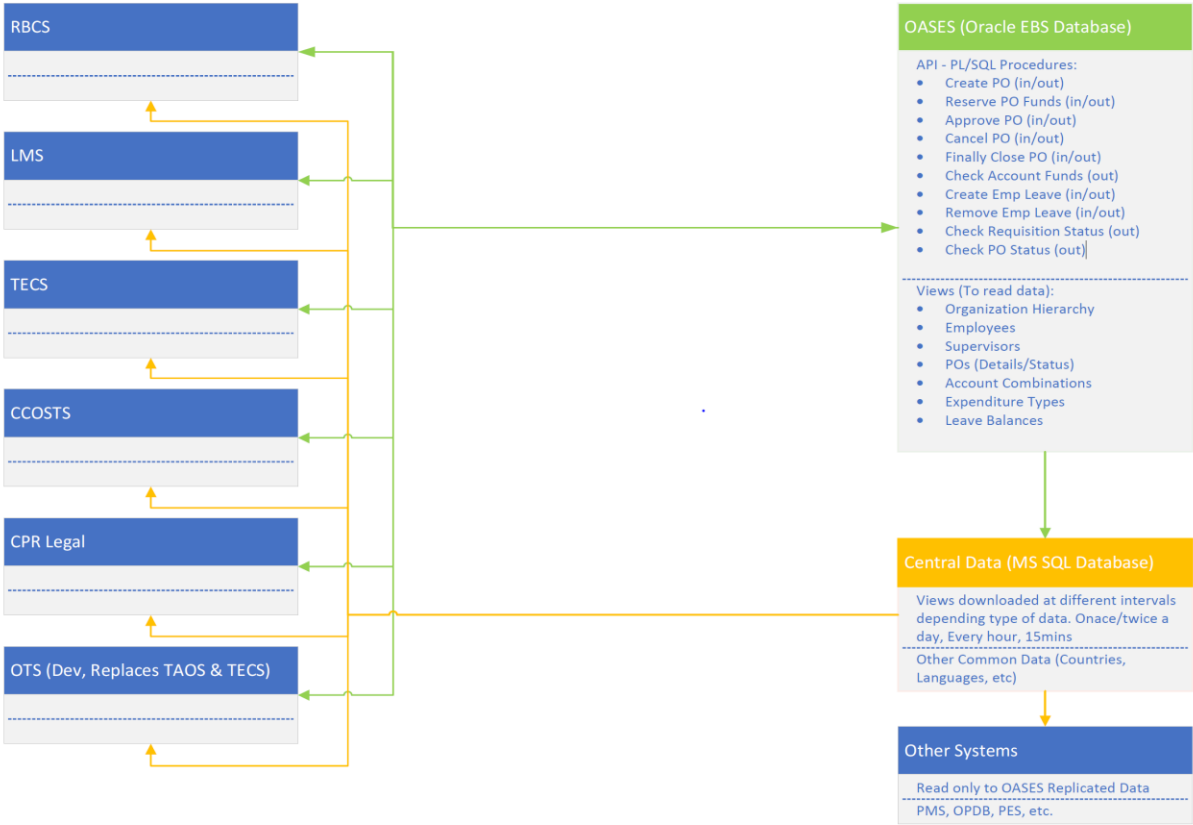 RBCS
LMS
TECS
CCOSTS
CPR Legal
OTS (Dev, Replaces TAOS & TECS)
OASES (Oracle EBS Database)
API - PL/SQL Procedures:
• Create PO (in/out)
• Reserve PO Funds (in/out)
• Approve PO (in/out)
• Cancel PO (in/out)
• Finally Close PO (in/out)
• Check Account Funds (out)
• Create Emp Leave (in/out)
• Remove Emp Leave (in/out)
• Check Requisition Status (out)
• Check PO Status (out)
Views (To read data):
• Organization Hierarchy
• Employees
• Supervisors
• POs (Details/Status)
• Account Combinations
• Expenditure Types
• Leave Balances
Central Data (MS SQL Database)
Views downloaded at different intervals
depending type of data. Onace/twice a
day, Every hour, 15mins
Other Common Data (Countries,
Languages, etc)
Other Systems
Read only to OASES Replicated Data
PMS, OPDB, PES, etc.